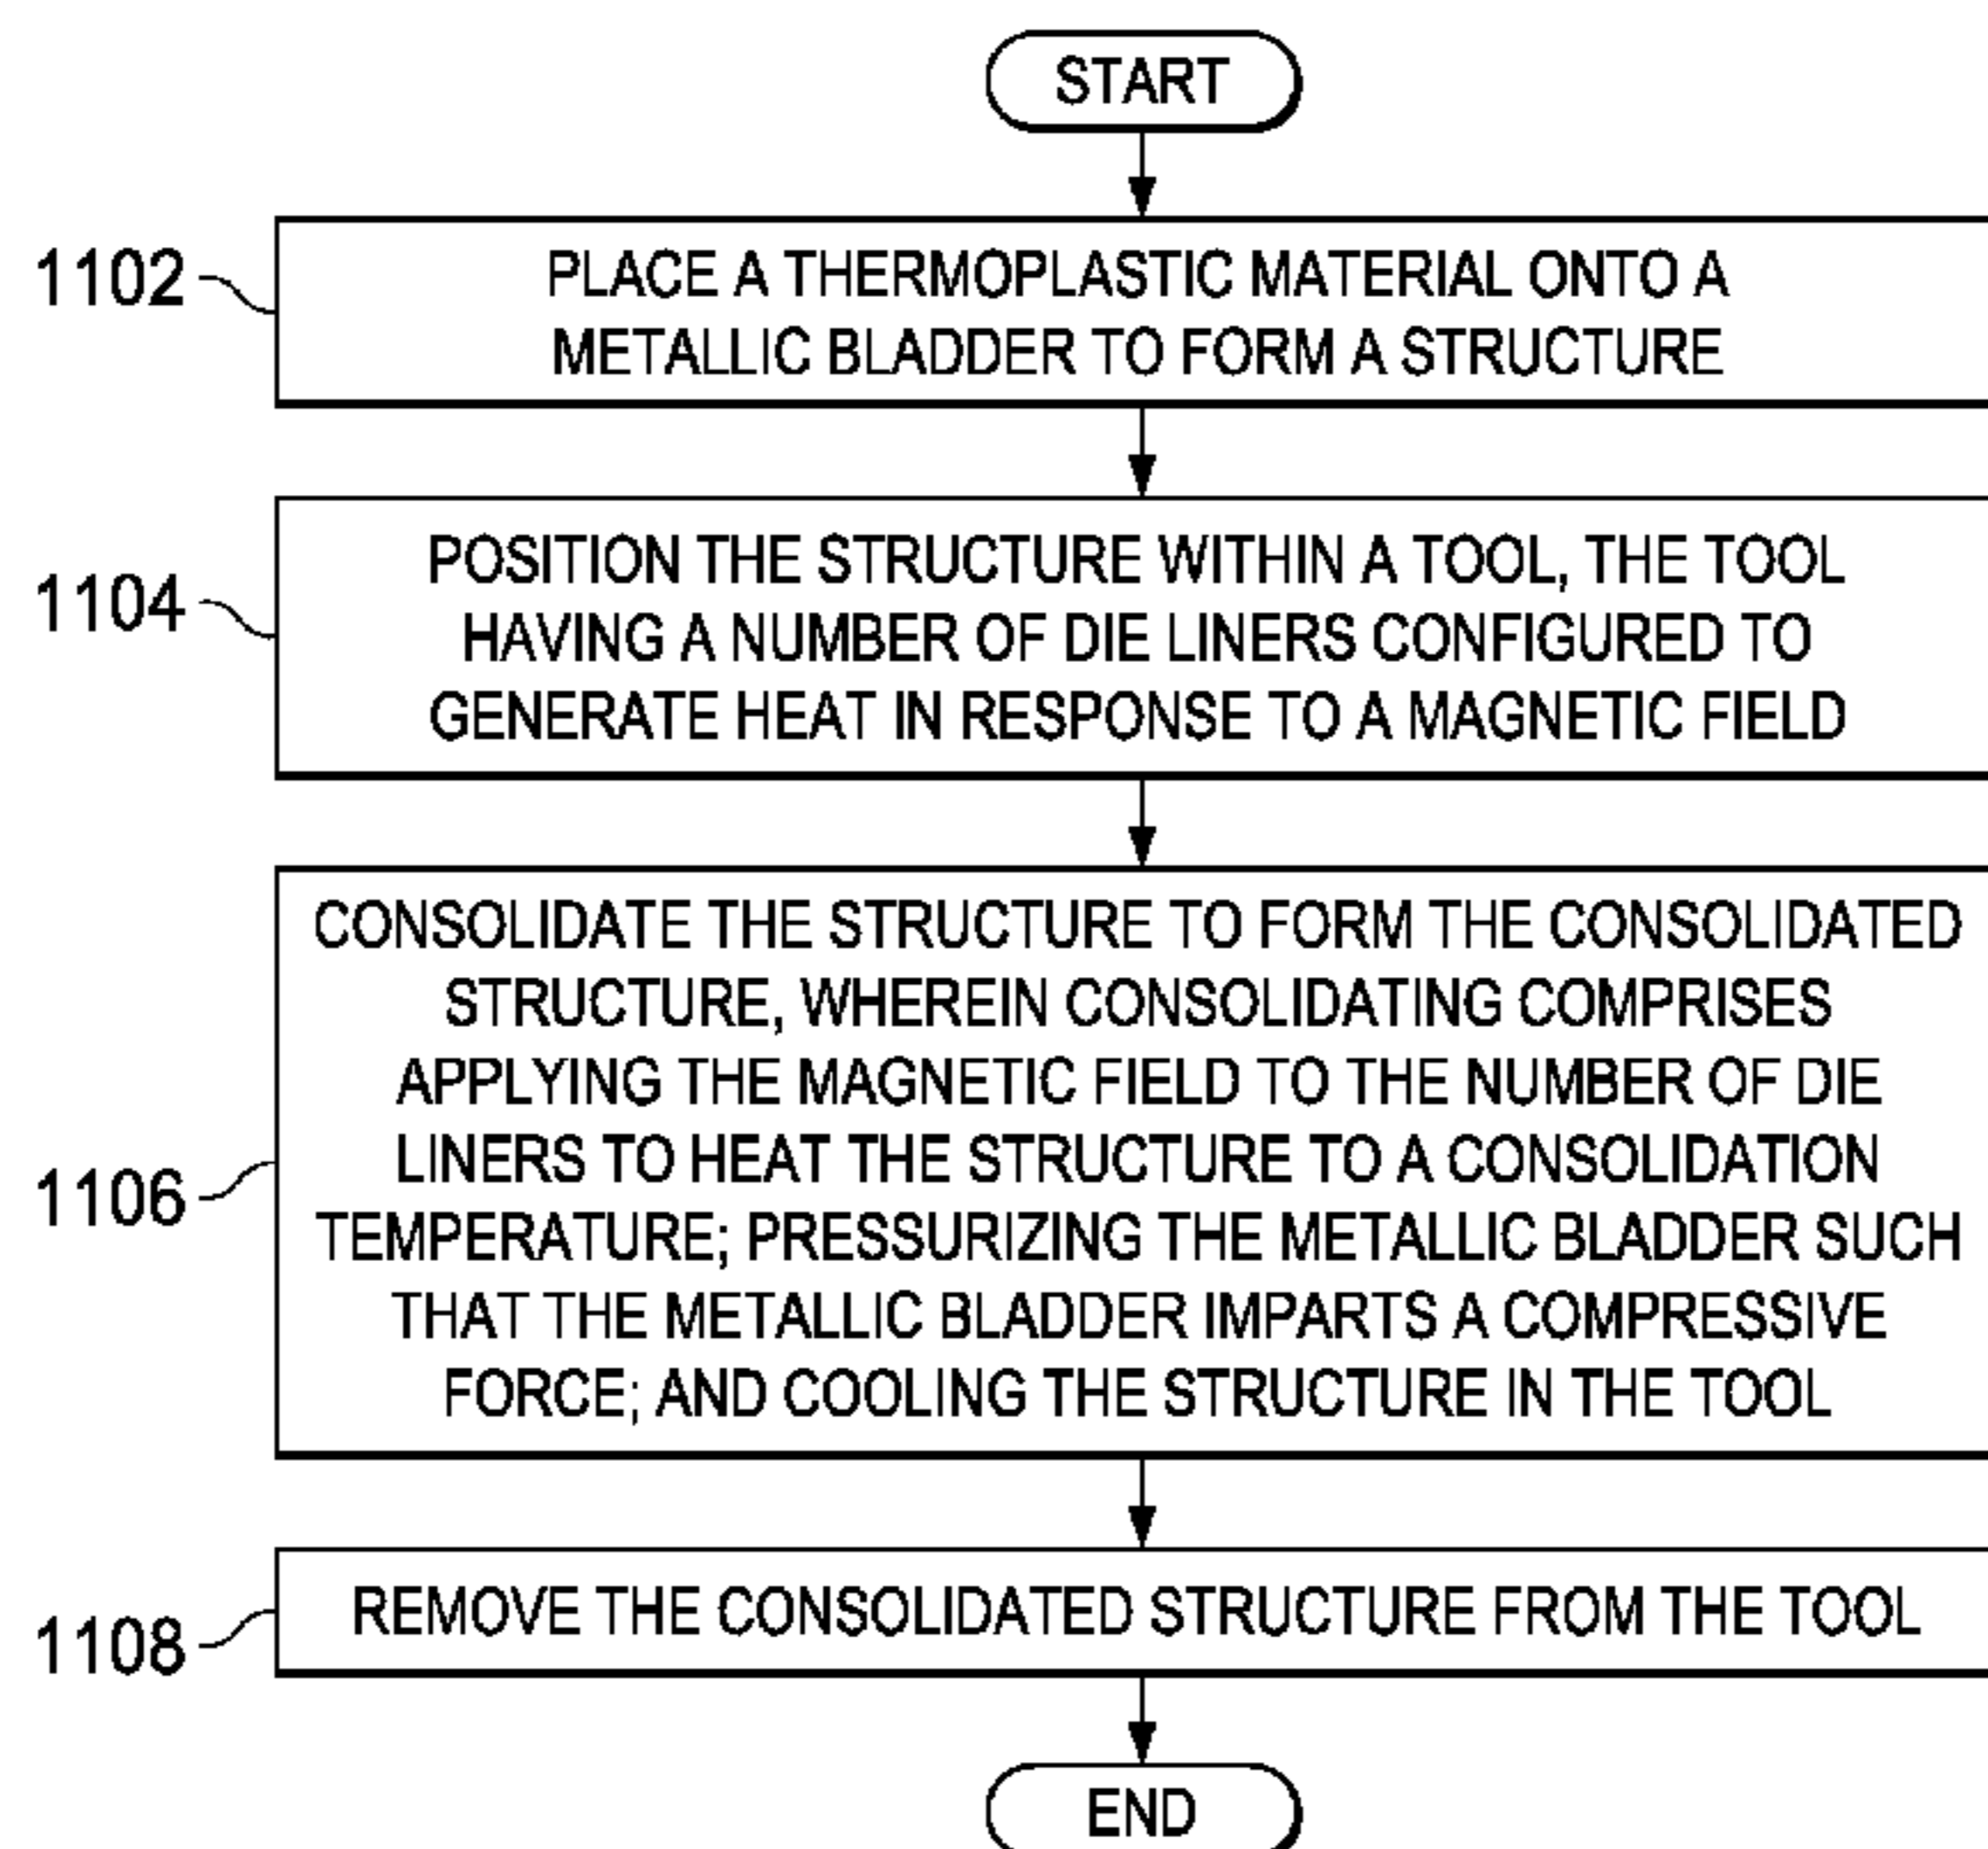 START
1102
PLACE A THERMOPLASTIC MATERIAL ONTO A
METALLIC BLADDER TO FORM A STRUCTURE
1104
POSITION THE STRUCTURE WITHIN A TOOL, THE TOOL
HAVING A NUMBER OF DIE LINERS CONFIGURED TO
GENERATE HEAT IN RESPONSE TO A MAGNETIC FIELD
1106
CONSOLIDATE THE STRUCTURE TO FORM THE CONSOLIDATED
STRUCTURE, WHEREIN CONSOLIDATING COMPRISES
APPLYING THE MAGNETIC FIELD TO THE NUMBER OF DIE
LINERS TO HEAT THE STRUCTURE TO A CONSOLIDATION
TEMPERATURE; PRESSURIZING THE METALLIC BLADDER SUCH
THAT THE METALLIC BLADDER IMPARTS A COMPRESSIVE
FORCE; AND COOLING THE STRUCTURE IN THE TOOL
1108
REMOVE THE CONSOLIDATED STRUCTURE FROM THE TOOL
END